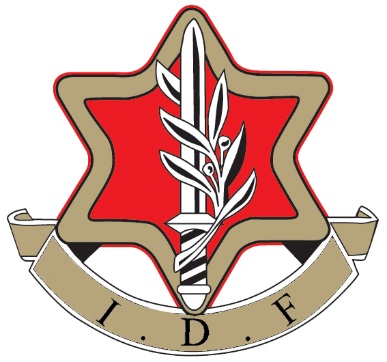 I . D . F